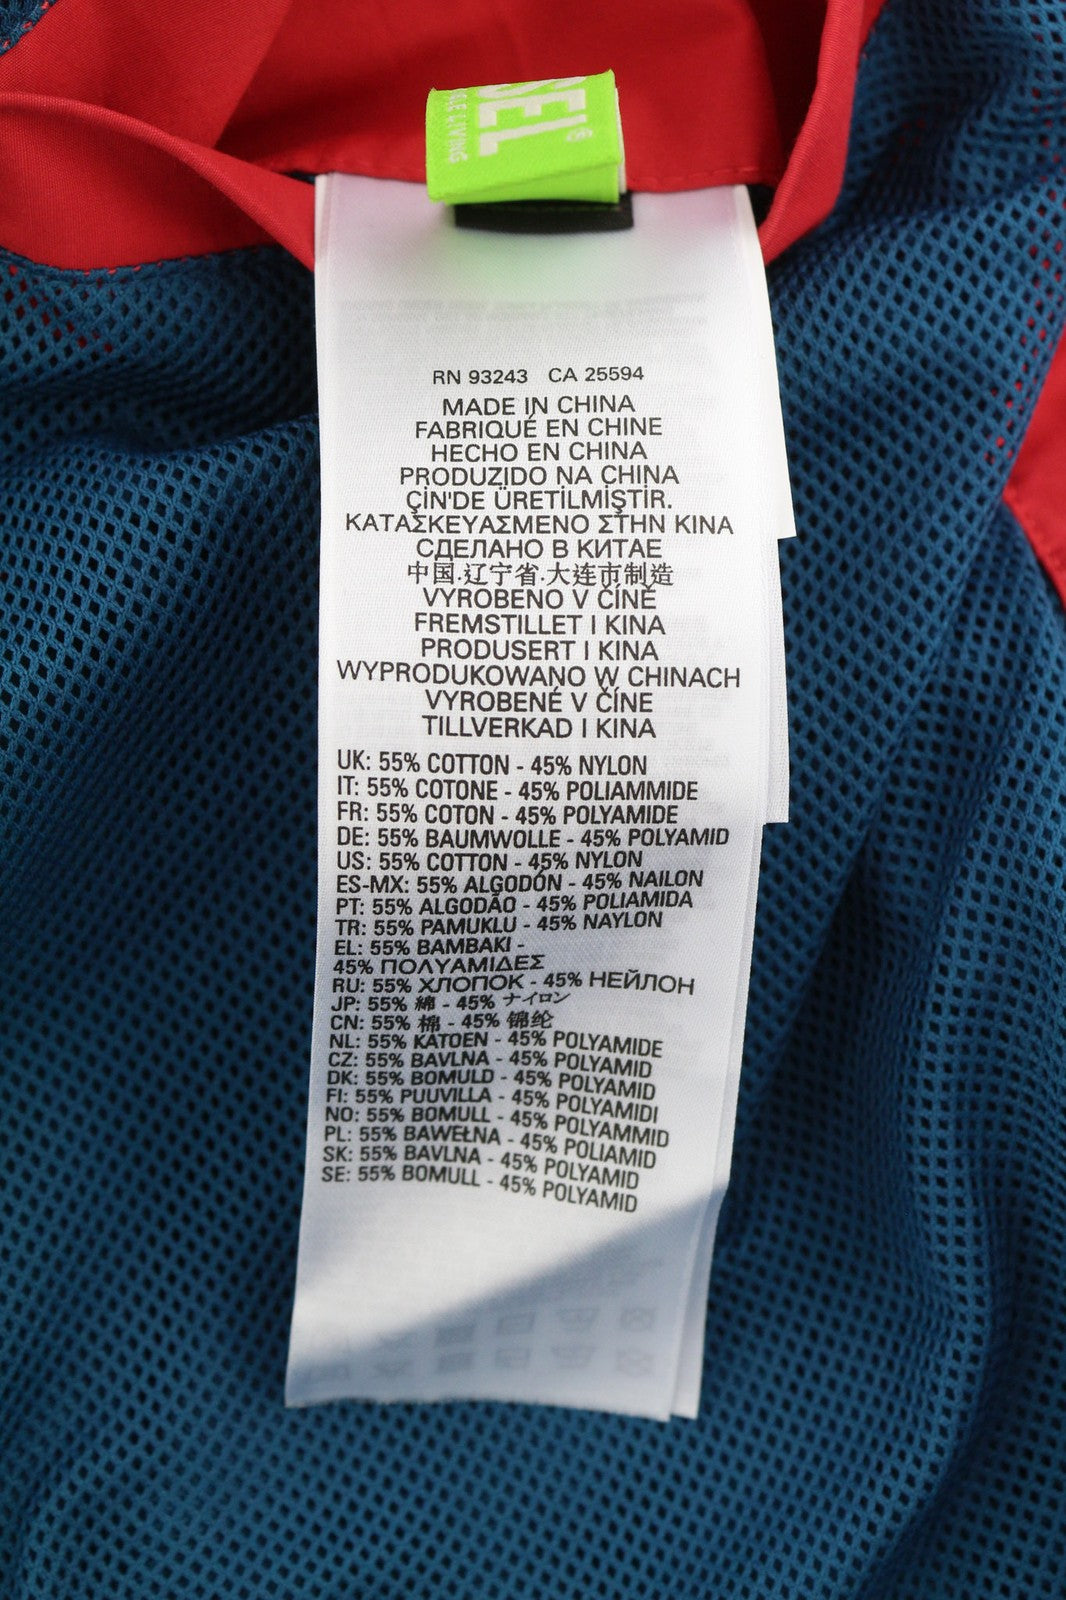 SEL®
LIVING
RN 93243 CA 25594
MADE IN CHINA
FABRIQUÉ EN CHINE
HECHO EN CHINA
PRODUZIDO NA CHINA
ÇİN'DE ÜRETİLMİŞTİR.
ΚΑΤΑΣΚΕΥΑΣΜΕΝΟ ΣΤΗΝ ΚΙΝΑ
СДЕЛАНО В КИТАЕ
中国.辽宁省.大连市制造
VYROBENO V ČÍNĚ
FREMSTILLET I KINA
PRODUSERT I KINA
WYPRODUKOWANO W CHINACH
VYROBENÉ V ČÍNE
TILLVERKAD I KINA
UK: 55% COTTON - 45% NYLON
IT: 55% COTONE - 45% POLIAMMIDE
FR: 55% COTON - 45% POLYAMIDE
DE: 55% BAUMWOLLE - 45% POLYAMID
US: 55% COTTON - 45% NYLON
ES-MX: 55% ALGODÓN - 45% NAILON
PT: 55% ALGODÃO - 45% POLIAMIDA
TR: 55% PAMUKLU - 45% NAYLON
EL: 55% ΒΑΜΒΑΚΙ -
45% ΠΟΛΥΑΜΙΔΕΣ
RU: 55% ХЛОПОК - 45% НЕЙЛОН
JP: 55% 綿 - 45% ナイロン
CN: 55% 棉 - 45% 锦纶
NL: 55% KATOEN - 45% POLYAMIDE
CZ: 55% BAVLNA - 45% POLYAMID
DK: 55% BOMULD - 45% POLYAMID
FI: 55% PUUVILLA - 45% POLYAMIDI
NO: 55% BOMULL - 45% POLYAMMID
PL: 55% BAWEŁNA - 45% POLIAMID
SK: 55% BAVLNA - 45% POLYAMID
SE: 55% BOMULL - 45% POLYAMID